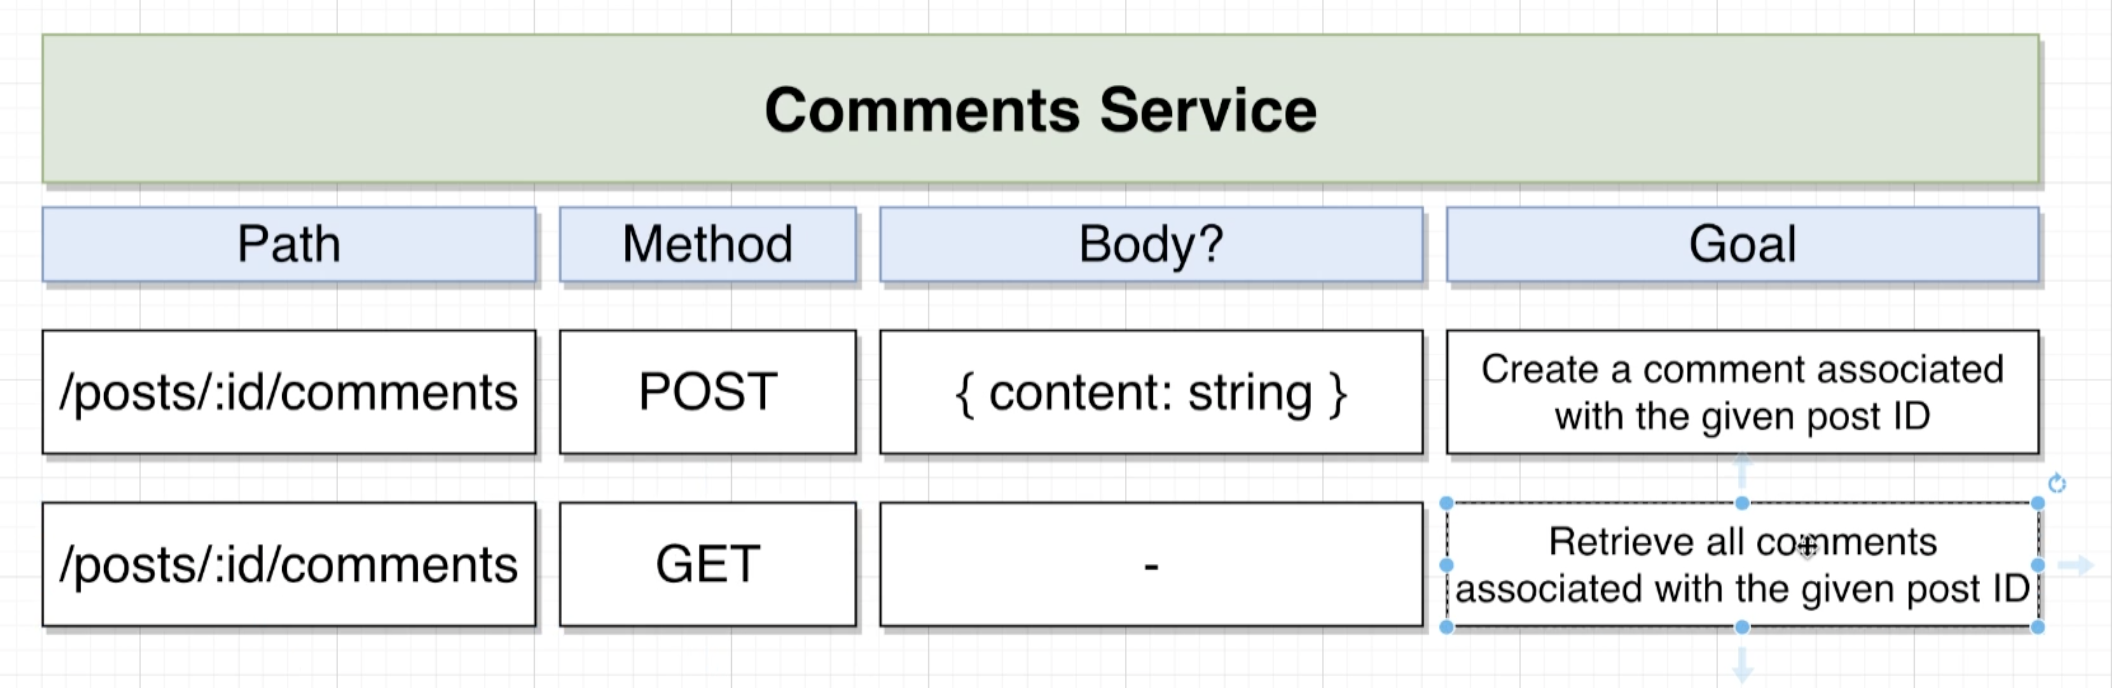 Comments Service
Path
Method
Body?
Goal
/posts/:id/comments
POST
{ content: string }
Create a comment associated
with the given post ID
/posts/:id/comments
GET
-
Retrieve all comments
associated with the given post ID